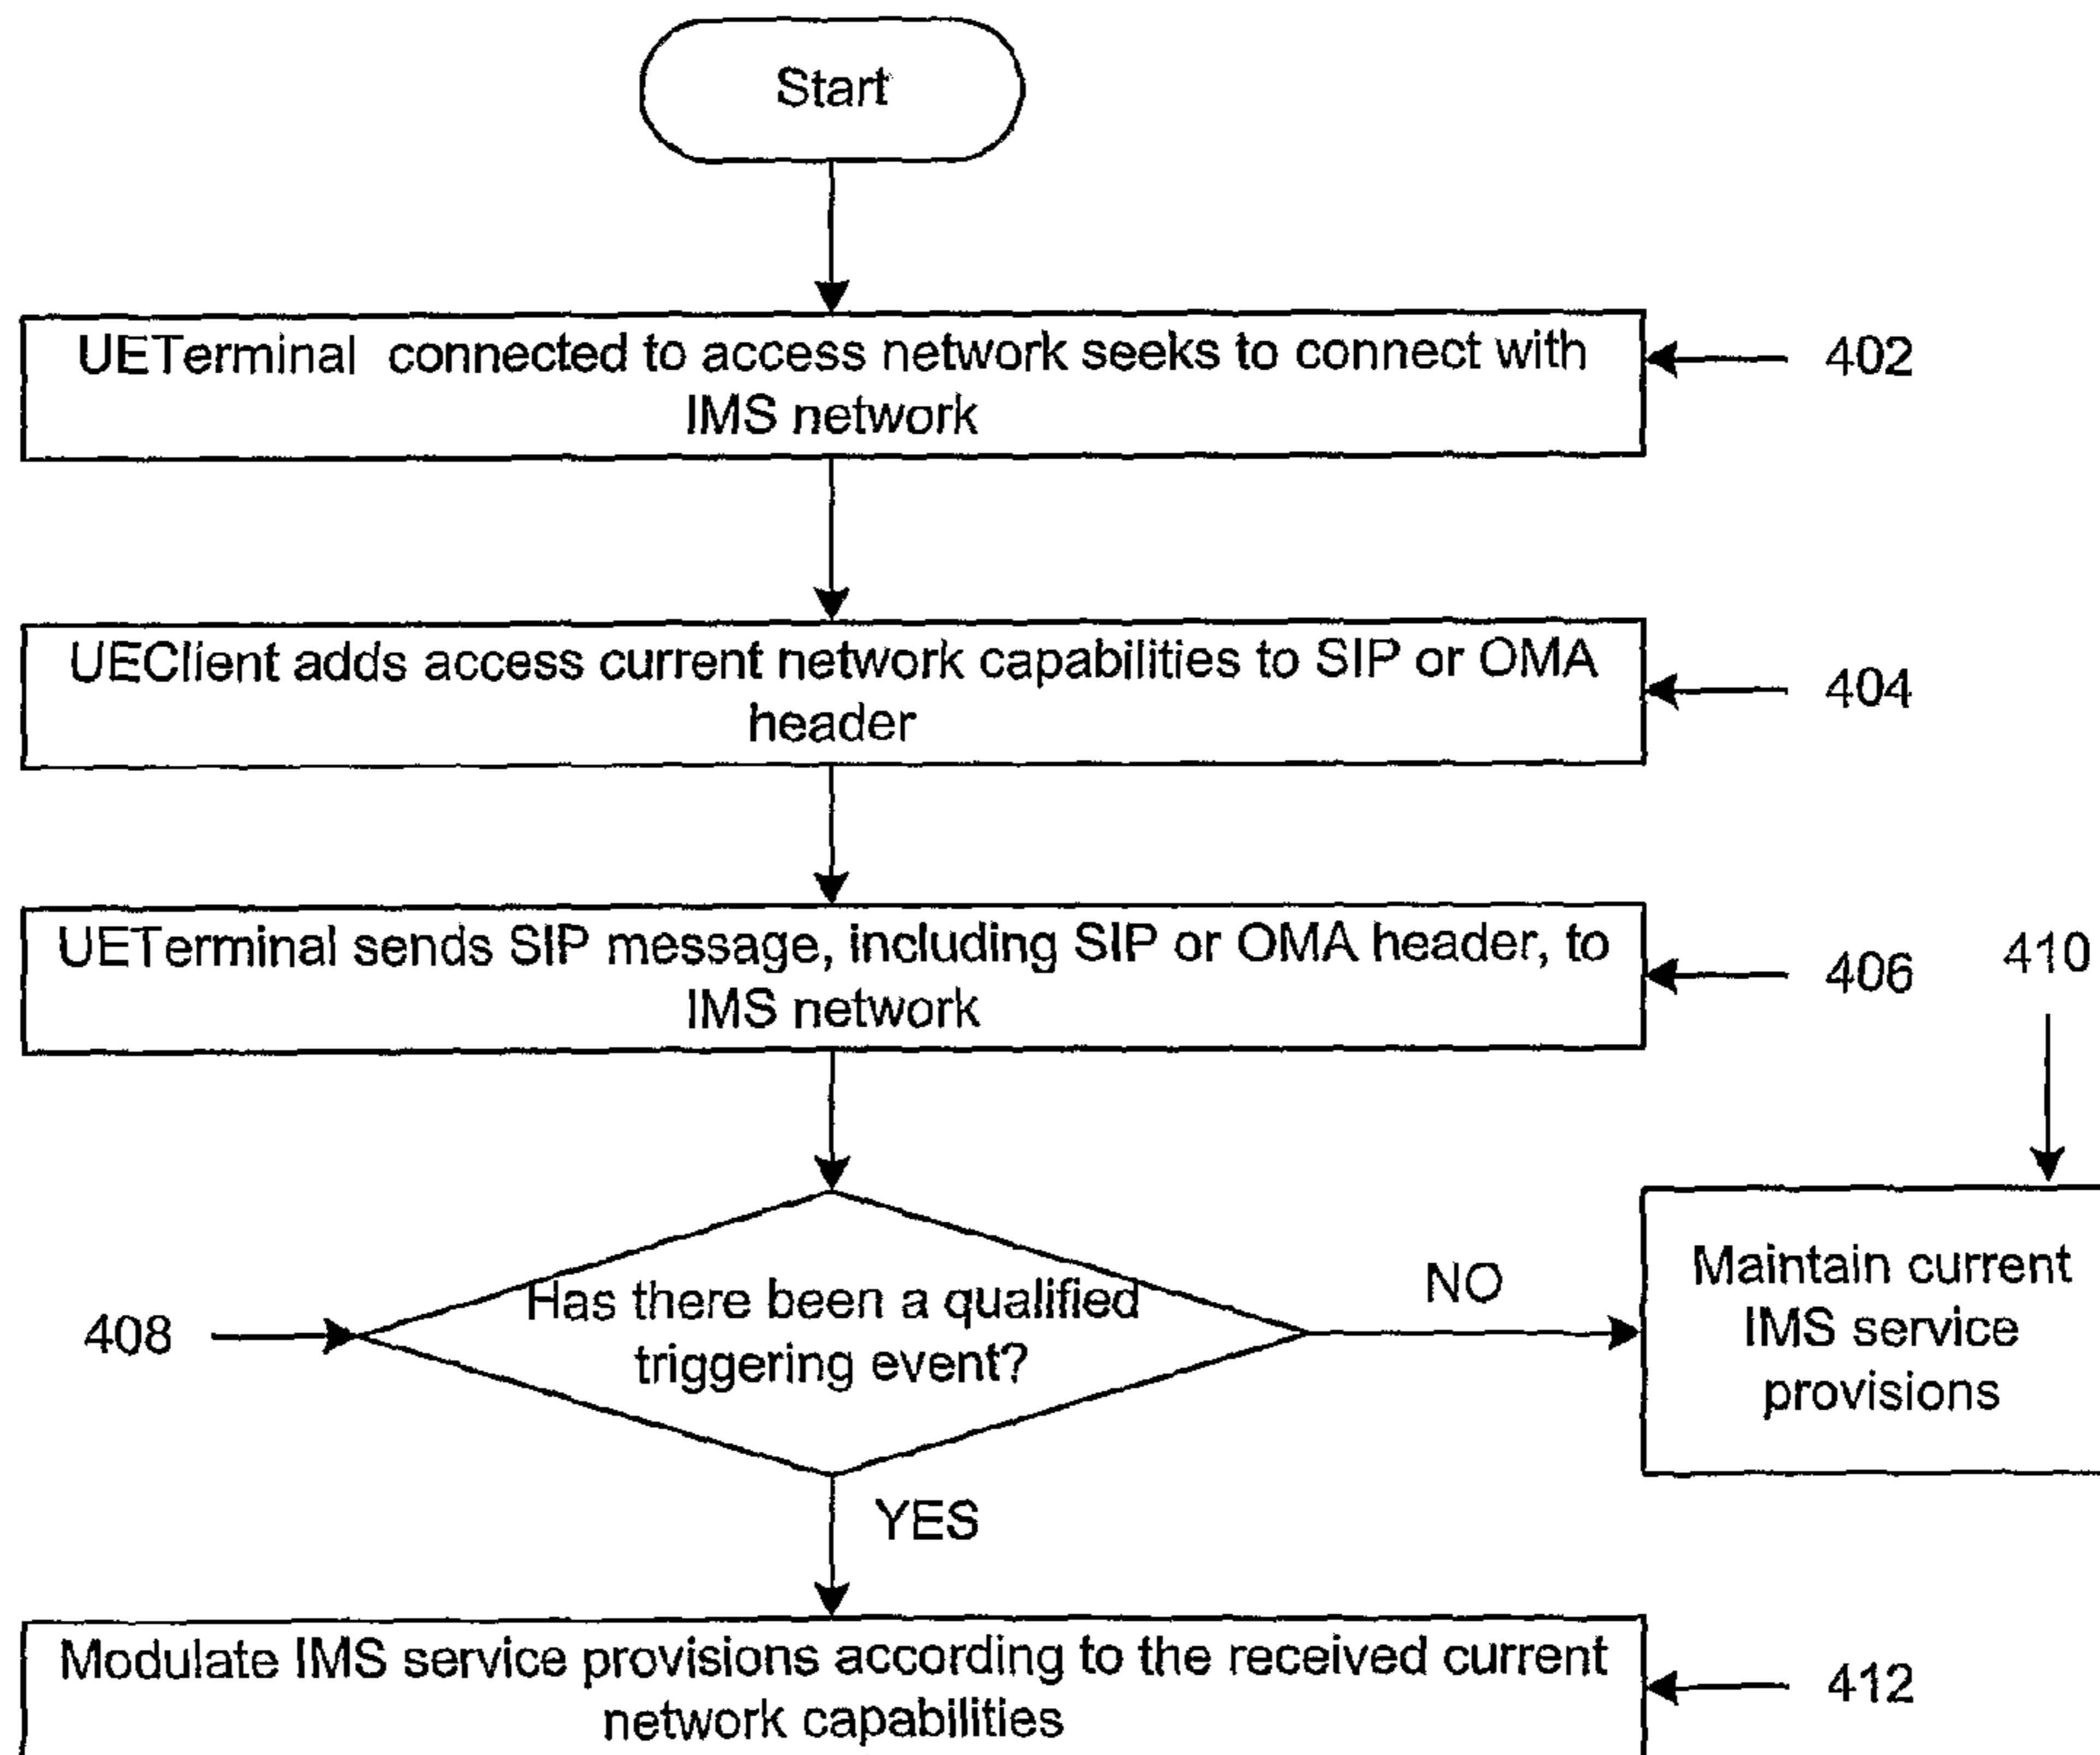 Start
UETerminal connected to access network seeks to connect with
IMS network
402
UEClient adds access current network capabilities to SIP or OMA
header
404
UETerminal sends SIP message, including SIP or OMA header, to
IMS network
406
410
Has there been a qualified
triggering event?
408
NO
Maintain current
IMS service
provisions
YES
Modulate IMS service provisions according to the received current
network capabilities
412